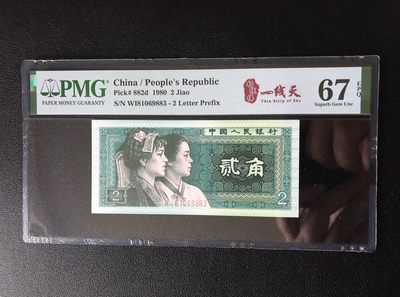 PMG
PAPER MONEY GUARANTY
China / People's Republic
Pick# 882d 1980 2 Jiao
S/N WI81069883 - 2 Letter Prefix
一线天
Thin Strip of Sky
67
EPQ
Superb Gem Unc
中国人民银行
贰角
2
2